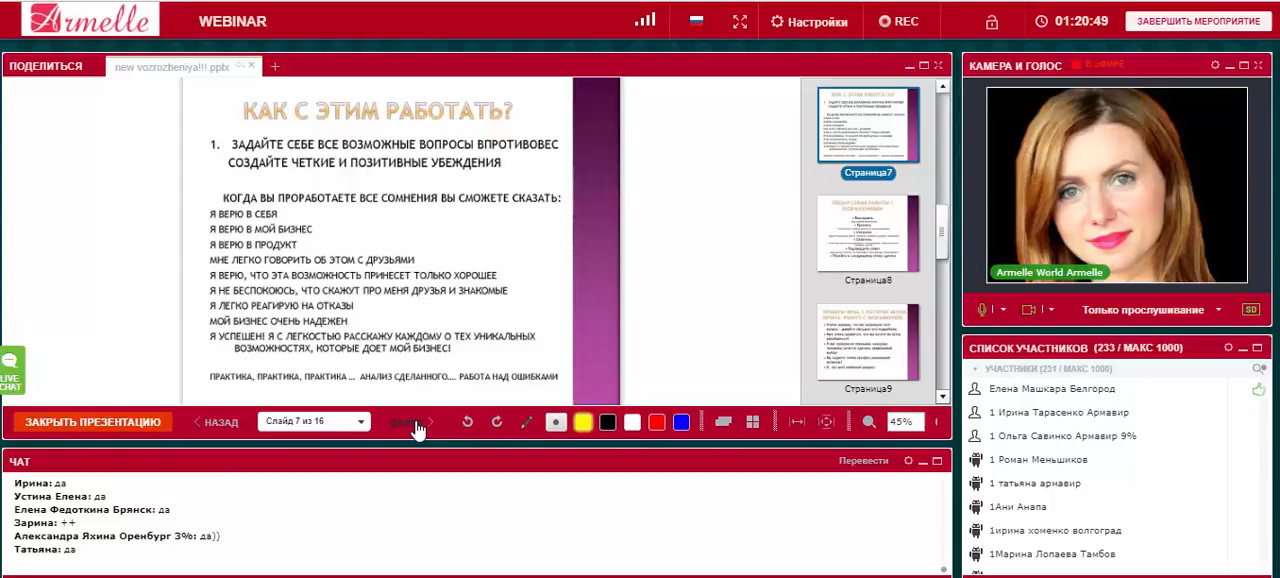 Armelle
WEBINAR
Настройки
REC
01:20:49
ЗАВЕРШИТЬ МЕРОПРИЯТИЕ
ПОДЕЛИТЬСЯ
new vozrozheniya!!!.pptx
КАК С ЭТИМ РАБОТАТЬ?
1. ЗАДАЙТЕ СЕБЕ ВСЕ ВОЗМОЖНЫЕ ВОПРОСЫ ВПРОТИВОВЕС
СОЗДАЙТЕ ЧЕТКИЕ И ПОЗИТИВНЫЕ УБЕЖДЕНИЯ
КОГДА ВЫ ПРОРАБОТАЕТЕ ВСЕ СОМНЕНИЯ ВЫ СМОЖЕТЕ СКАЗАТЬ:
Я ВЕРЮ В СЕБЯ
Я ВЕРЮ В МОЙ БИЗНЕС
Я ВЕРЮ В ПРОДУКТ
МНЕ ЛЕГКО ГОВОРИТЬ ОБ ЭТОМ С ДРУЗЬЯМИ
Я ВЕРЮ, ЧТО ЭТА ВОЗМОЖНОСТЬ ПРИНЕСЕТ ТОЛЬКО ХОРОШЕЕ
Я НЕ БЕСПОКОЮСЬ, ЧТО СКАЖУТ ПРО МЕНЯ ДРУЗЬЯ И ЗНАКОМЫЕ
Я ЛЕГКО РЕАГИРУЮ НА ОТКАЗЫ
МОЙ БИЗНЕС ОЧЕНЬ НАДЕЖЕН
Я УСПЕШЕН! Я С ЛЕГКОСТЬЮ РАССКАЖУ КАЖДОМУ О ТЕХ УНИКАЛЬНЫХ
ВОЗМОЖНОСТЯХ, КОТОРЫЕ ДОЕТ МОЙ БИЗНЕС!
ПРАКТИКА, ПРАКТИКА, ПРАКТИКА ... АНАЛИЗ СДЕЛАННОГО.... РАБОТА НАД ОШИБКАМИ
Страница7
Страница8
Страница9
LIVE
CHAT
ЗАКРЫТЬ ПРЕЗЕНТАЦИЮ
НАЗАД
Слайд 7 из 16
45%
ЧАТ
Перевести
Ирина: да
Устина Елена: да
Елена Федоткина Брянск: да
Зарина: ++
Александра Яхина Оренбург 3%: да))
Татьяна: да
КАМЕРА И ГОЛОС
В ЭФИРЕ
Armelle World Armelle
Только прослушивание
SD
СПИСОК УЧАСТНИКОВ (233 / МАКС 1000)
УЧАСТНИКИ (231 / МАКС 1000)
Елена Машкара Белгород
1 Ирина Тарасенко Армавир
1 Ольга Савинко Армавир 9%
1 Роман Меньшиков
1 татьяна армавир
1Ани Анапа
1ирина хоменко волгоград
1Марина Лопаева Тамбов